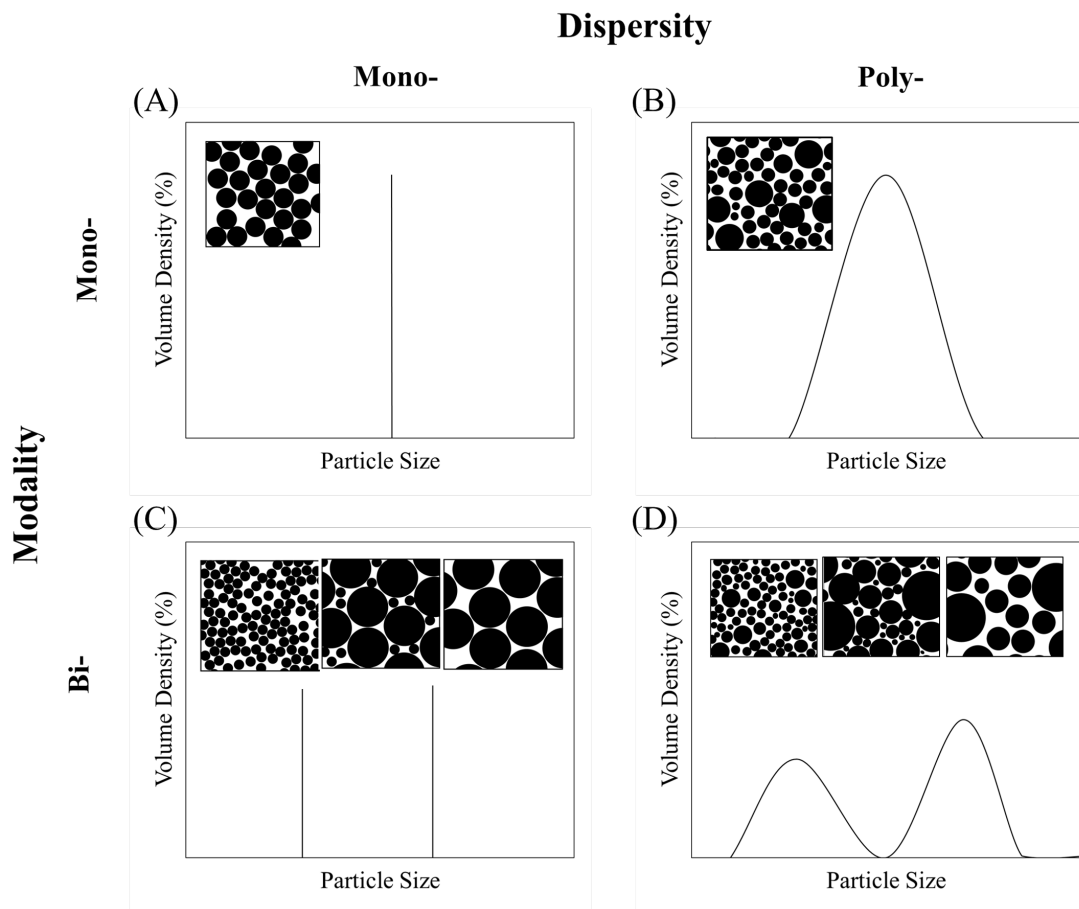 Dispersity
Mono-
Poly-
(A)
(B)
Mono-
Volume Density (%)
Particle Size
Volume Density (%)
Particle Size
Modality
(C)
(D)
Bi-
Volume Density (%)
Particle Size
Volume Density (%)
Particle Size